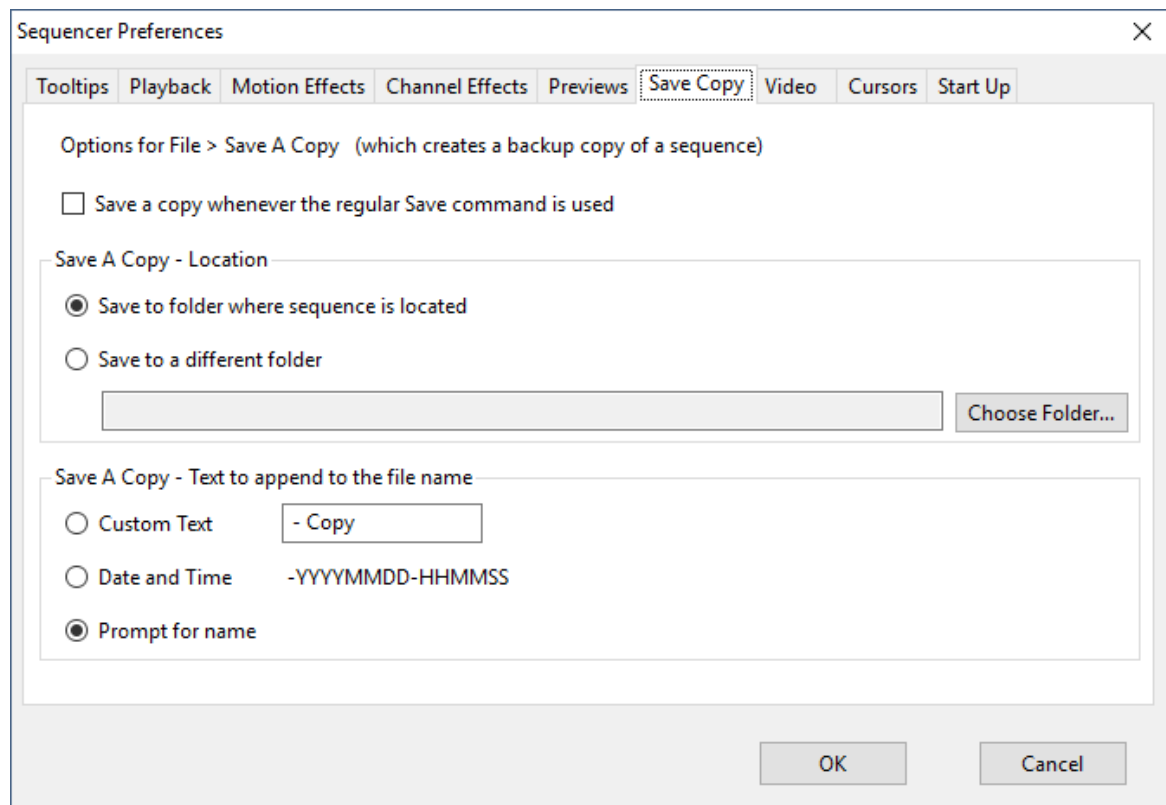 Sequencer Preferences
Tooltips Playback Motion Effects Channel Effects Previews Save Copy Video Cursors Start Up
Options for File > Save A Copy (which creates a backup copy of a sequence)
Save a copy whenever the regular Save command is used
Save A Copy - Location
Save to folder where sequence is located
Save to a different folder
Choose Folder...
Save A Copy - Text to append to the file name
Custom Text - Copy
Date and Time -YYYYMMDD-HHMMSS
Prompt for name
OK Cancel